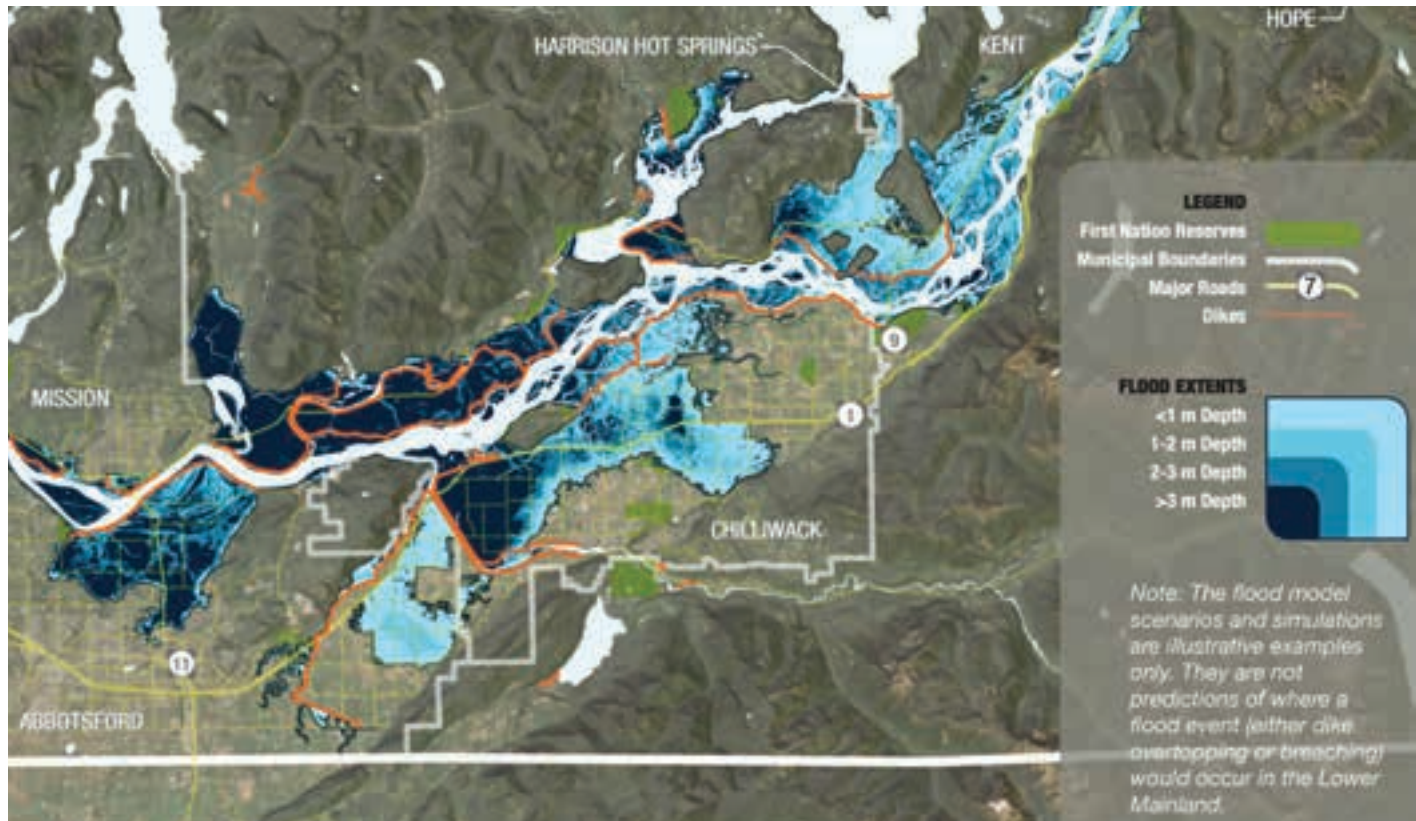 HOPE
HARRISON HOT SPRINGS
KENT
LEGEND
First Nation Reserves
Municipal Boundaries
Major Roads
7
Dikes
9
MISSION
1
FLOOD EXTENTS
<1 m Depth
1-2 m Depth
2-3 m Depth
>3 m Depth
CHILLIWACK
Note: The flood model
scenarios and simulations
are illustrative examples
only. They are not
predictions of where a
flood event (either dike
overtopping or breeching)
would occur in the Lower
Mainland.
11
ABBOTSFORD